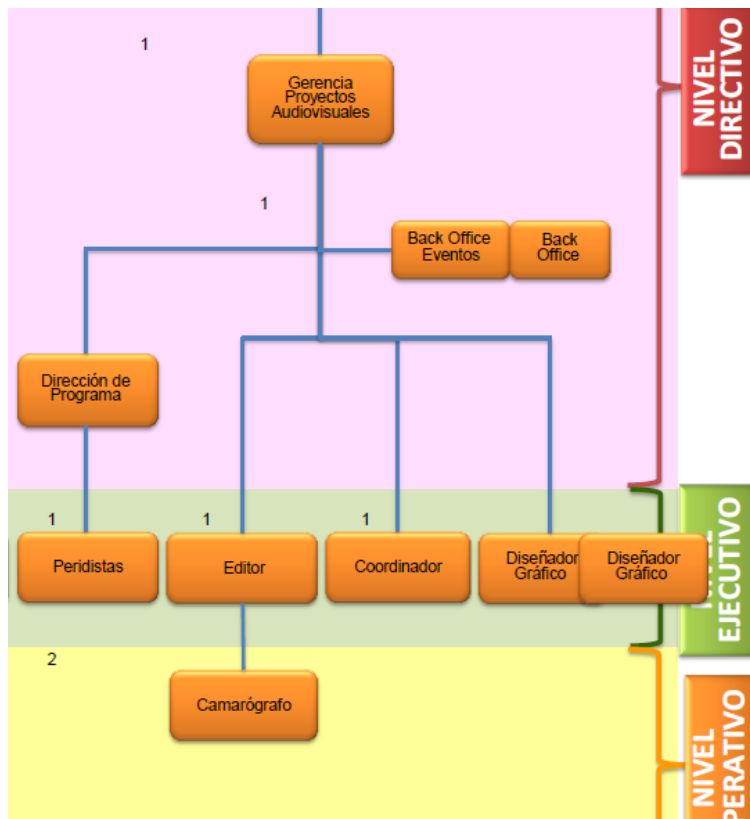 1
Gerencia
Proyectos
Audiovisuales
NIVEL
DIRECTIVO
1
Back Office
Eventos
Back
Office
Dirección de
Programa
1
1
1
Peridistas
Editor
Coordinador
Diseñador
Gráfico
Diseñador
Gráfico
EJECUTIVO
2
Camarógrafo
NIVEL
PERATIVO